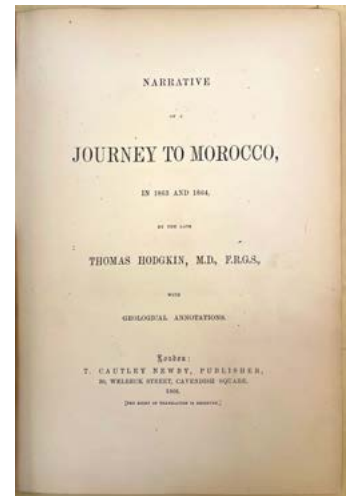 NARRATIVE
OF A
JOURNEY TO MOROCCO,
IN 1863 AND 1864,
BY THE LATE
THOMAS HODGKIN, M.D., F.R.G.S.,
WITH
GEOLOGICAL ANNOTATIONS.
London:
T. CAUTLEY NEWBY, PUBLISHER,
30, WELBECK STREET, CAVENDISH SQUARE.
1866.
[THE RIGHT OF TRANSLATION IS RESERVED.]